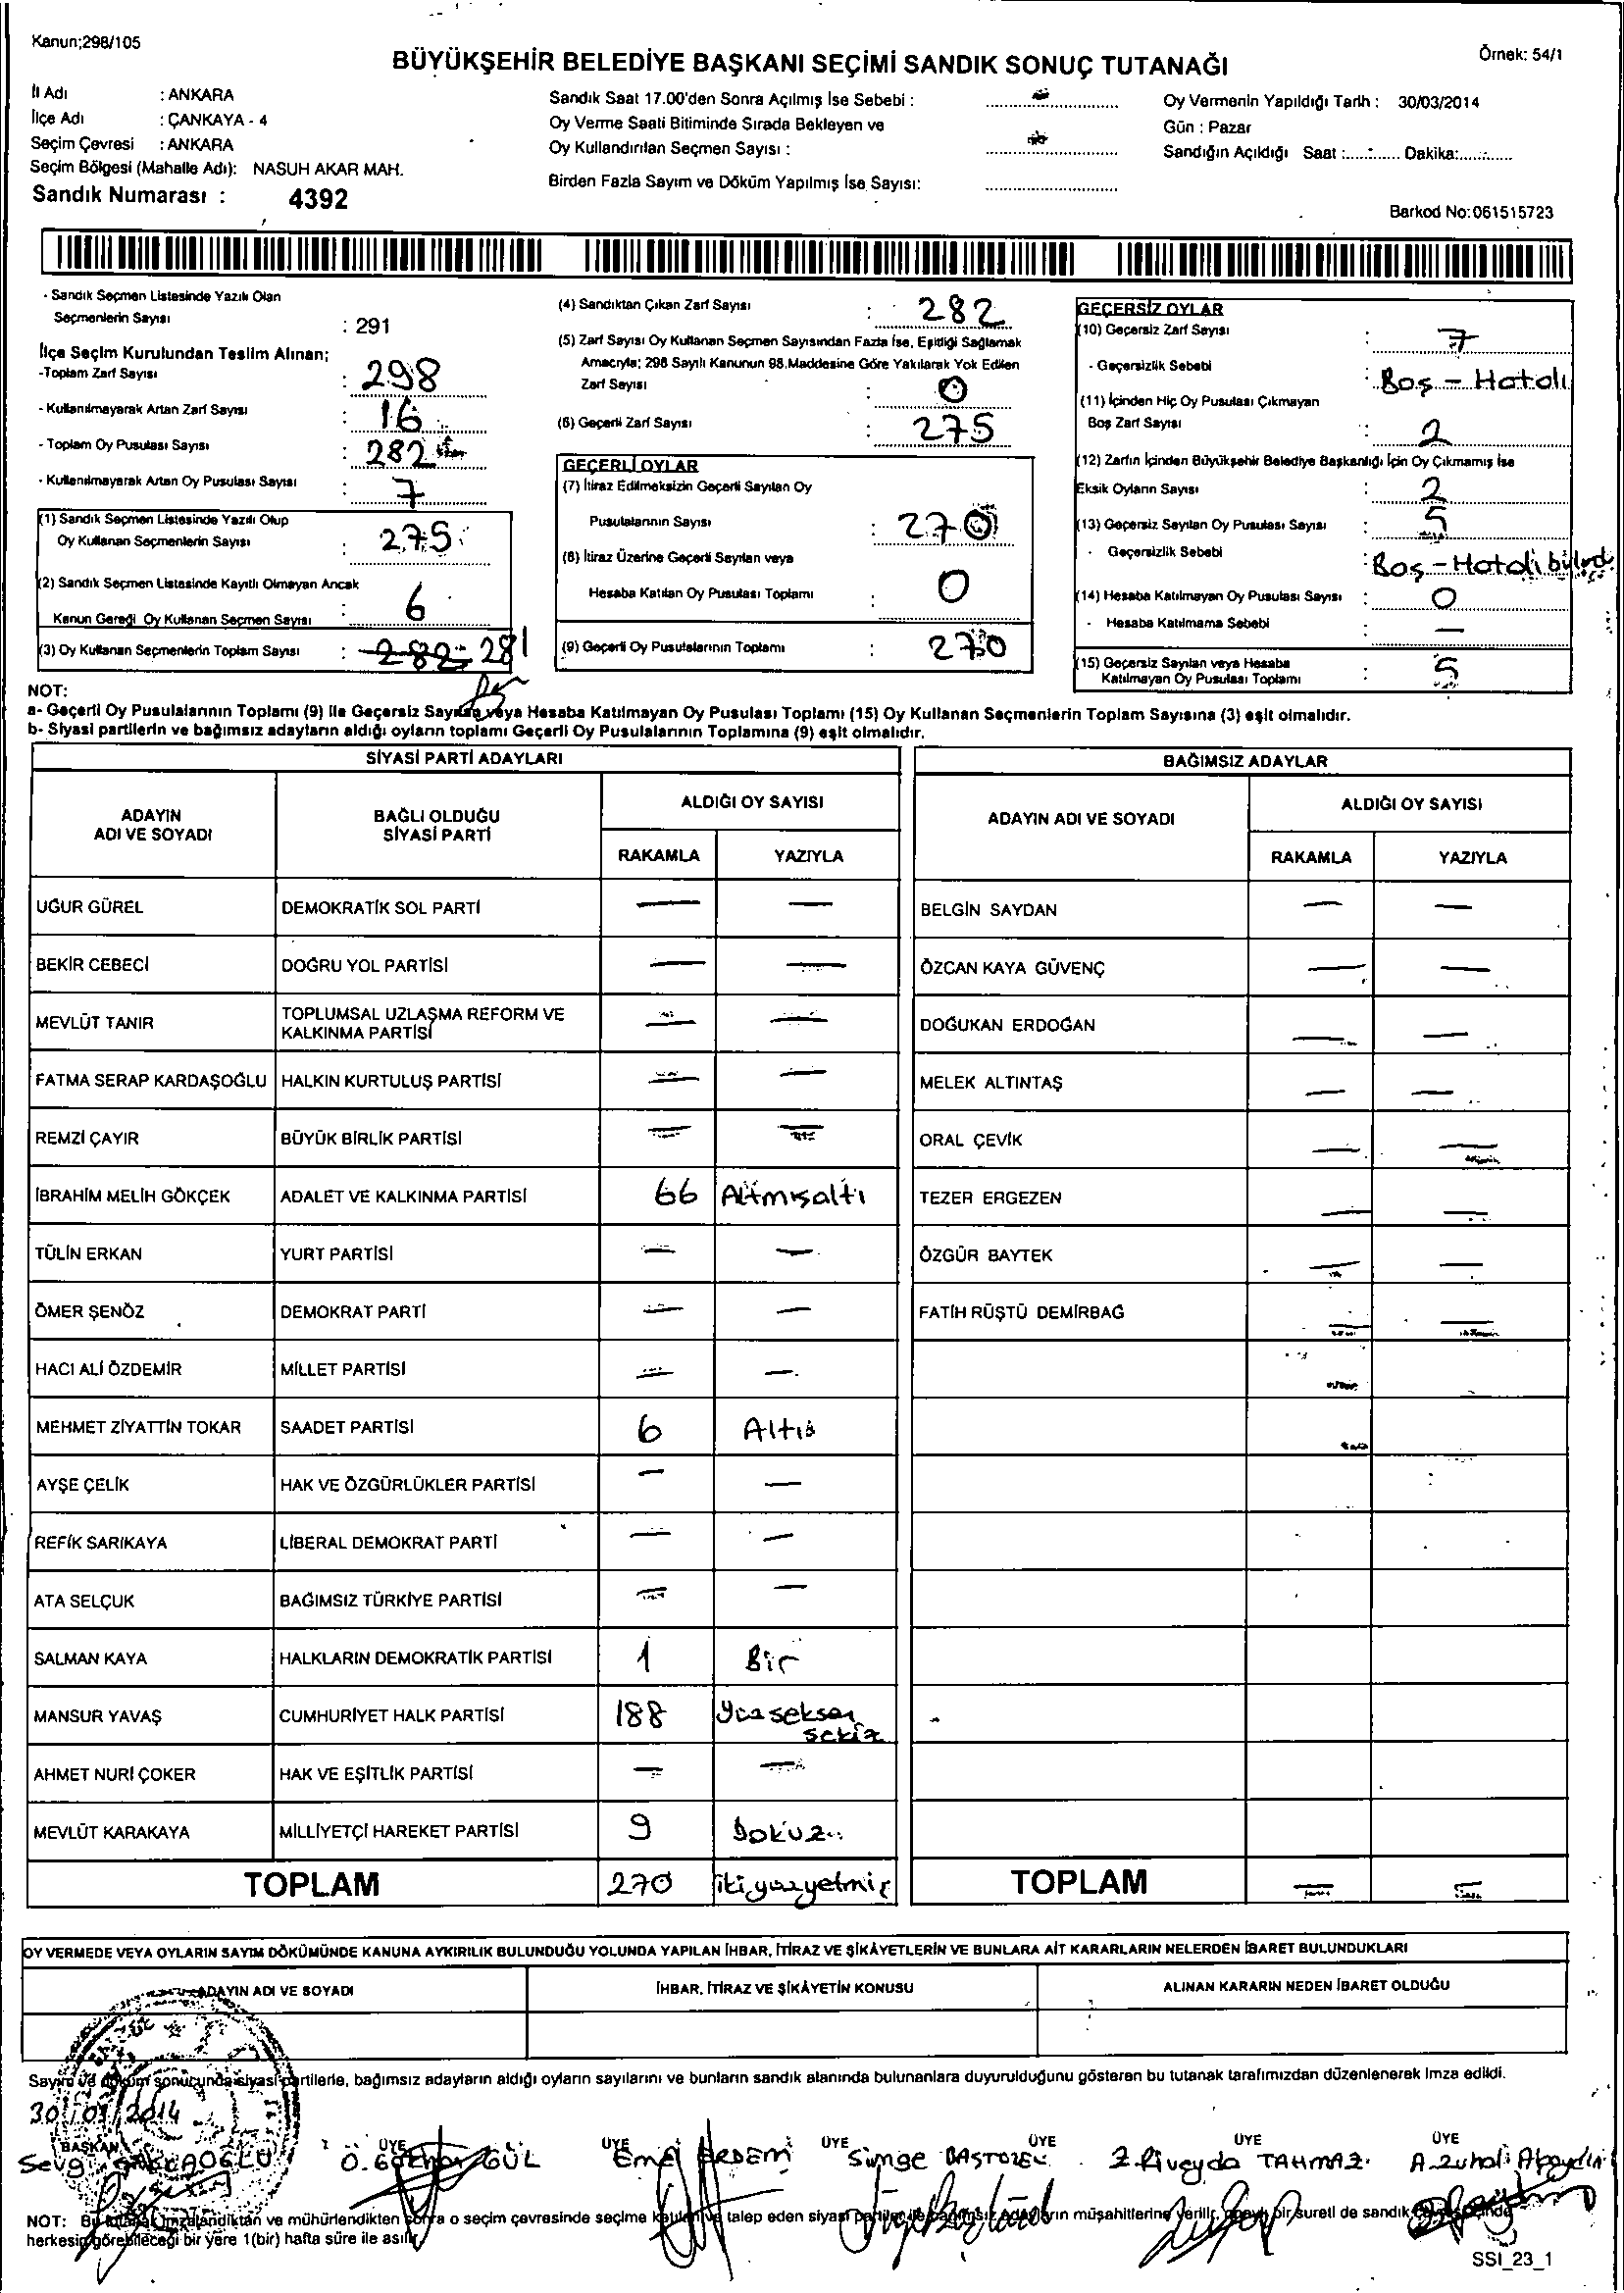 Kanun;298/105
Örnek: 54/1
BÜYÜKŞEHİR BELEDİYE BAŞKANI SEÇİMİ SANDIK SONUÇ TUTANAĞI
İl Adı : ANKARA
İlçe Adı : ÇANKAYA - 4
Seçim Çevresi : ANKARA
Seçim Bölgesi (Mahalle Adı): NASUH AKAR MAH.
Sandık Numarası : 4392
Sandık Saat 17.00'den Sonra Açılmış İse Sebebi :
Oy Verme Saati Bitiminde Sırada Bekleyen ve
Oy Kullandırılan Seçmen Sayısı :
Birden Fazla Sayım ve Döküm Yapılmış İse Sayısı:
Oy Vermenin Yapıldığı Tarih : 30/03/2014
Gün : Pazar
Sandığın Açıldığı Saat :............ Dakika:............
Barkod No:061515723
- Sandık Seçmen Listesinde Yazılı Olan
Seçmenlerin Sayısı : 291
İlçe Seçim Kurulundan Teslim Alınan;
-Toplam Zarf Sayısı : 298
- Kullanılmayarak Artan Zarf Sayısı : 16
- Toplam Oy Pusulası Sayısı : 282
- Kullanılmayarak Artan Oy Pusulası Sayısı : 7
(1) Sandık Seçmen Listesinde Yazılı Olup
Oy Kullanan Seçmenlerin Sayısı : 275
(2) Sandık Seçmen Listesinde Kayıtlı Olmayan Ancak
Kanun Gereği Oy Kullanan Seçmen Sayısı : 6
(3) Oy Kullanan Seçmenlerin Toplam Sayısı : 282 281
(4) Sandıktan Çıkan Zarf Sayısı : 282
(5) Zarf Sayısı Oy Kullanan Seçmen Sayısından Fazla İse, Eşitliği Sağlamak
Amacıyla; 298 Sayılı Kanunun 98.Maddesine Göre Yakılarak Yok Edilen
Zarf Sayısı : 0
(6) Geçerli Zarf Sayısı : 275
GEÇERLİ OYLAR
(7) İtiraz Edilmeksizin Geçerli Sayılan Oy
Pusulalarının Sayısı : 270
(8) İtiraz Üzerine Geçerli Sayılan veya
Hesaba Katılan Oy Pusulası Toplamı : 0
(9) Geçerli Oy Pusulalarının Toplamı : 270
GEÇERSİZ OYLAR
(10) Geçersiz Zarf Sayısı : 7
- Geçersizlik Sebebi : Boş - Hatalı
(11) İçinden Hiç Oy Pusulası Çıkmayan
Boş Zarf Sayısı : 2
(12) Zarfın İçinden Büyükşehir Belediye Başkanlığı İçin Oy Çıkmamış İse
Eksik Oyların Sayısı : 2
(13) Geçersiz Sayılan Oy Pusulası Sayısı : 5
- Geçersizlik Sebebi : Boş - Hatalı
(14) Hesaba Katılmayan Oy Pusulası Sayısı : 0
- Hesaba Katılmama Sebebi : —
(15) Geçersiz Sayılan veya Hesaba
Katılmayan Oy Pusulası Toplamı : 5
NOT:
a- Geçerli Oy Pusulalarının Toplamı (9) ile Geçersiz Sayılan veya Hesaba Katılmayan Oy Pusulası Toplamı (15) Oy Kullanan Seçmenlerin Toplam Sayısına (3) eşit olmalıdır.
b- Siyasi partilerin ve bağımsız adayların aldığı oyların toplamı Geçerli Oy Pusulalarının Toplamına (9) eşit olmalıdır.
SİYASİ PARTİ ADAYLARI
BAĞIMSIZ ADAYLAR
ADAYIN ADI VE SOYADI
BAĞLI OLDUĞU SİYASİ PARTİ
ALDIĞI OY SAYISI
RAKAMLA YAZIYLA
ADAYIN ADI VE SOYADI
ALDIĞI OY SAYISI
RAKAMLA YAZIYLA
UĞUR GÜREL DEMOKRATİK SOL PARTİ — — BELGİN SAYDAN — —
BEKİR CEBECİ DOĞRU YOL PARTİSİ — — ÖZCAN KAYA GÜVENÇ — —
MEVLÜT TANIR TOPLUMSAL UZLAŞMA REFORM VE KALKINMA PARTİSİ — — DOĞUKAN ERDOĞAN — —
FATMA SERAP KARDAŞOĞLU HALKIN KURTULUŞ PARTİSİ — — MELEK ALTINTAŞ — —
REMZİ ÇAYIR BÜYÜK BİRLİK PARTİSİ — — ORAL ÇEVİK — —
İBRAHİM MELİH GÖKÇEK ADALET VE KALKINMA PARTİSİ 66 Altmışaltı TEZER ERGEZEN — —
TÜLİN ERKAN YURT PARTİSİ — — ÖZGÜR BAYTEK — —
ÖMER ŞENÖZ DEMOKRAT PARTİ — — FATİH RÜŞTÜ DEMİRBAĞ — —
HACI ALİ ÖZDEMİR MİLLET PARTİSİ — —
MEHMET ZİYATTİN TOKAR SAADET PARTİSİ 6 Altı
AYŞE ÇELİK HAK VE ÖZGÜRLÜKLER PARTİSİ — —
REFİK SARIKAYA LİBERAL DEMOKRAT PARTİ — —
ATA SELÇUK BAĞIMSIZ TÜRKİYE PARTİSİ — —
SALMAN KAYA HALKLARIN DEMOKRATİK PARTİSİ 1 Bir
MANSUR YAVAŞ CUMHURİYET HALK PARTİSİ 188 Yüzseksen sekiz
AHMET NURİ ÇOKER HAK VE EŞİTLİK PARTİSİ — —
MEVLÜT KARAKAYA MİLLİYETÇİ HAREKET PARTİSİ 9 Dokuz
TOPLAM 270 ikiyüzyetmiş TOPLAM — —
OY VERMEDE VEYA OYLARIN SAYIM DÖKÜMÜNDE KANUNA AYKIRILIK BULUNDUĞU YOLUNDA YAPILAN İHBAR, İTİRAZ VE ŞİKÂYETLERİN VE BUNLARA AİT KARARLARIN NELERDEN İBARET BULUNDUKLARI
ADAYIN ADI VE SOYADI İHBAR, İTİRAZ VE ŞİKÂYETİN KONUSU ALINAN KARARIN NEDEN İBARET OLDUĞU
Sayım ve döküm sonucunda siyasi partilerle, bağımsız adayların aldığı oyların sayılarını ve bunların sandık alanında bulunanlara duyurulduğunu gösteren bu tutanak tarafımızdan düzenlenerek imza edildi.
30/03/2014
BAŞKAN ÜYE ÜYE ÜYE ÜYE ÜYE ÜYE
Sevgi Ö. GÜL Emel ERDEM Simge Z. Rüveyda TAHMAZ A. Zuhal
NOT: Bu tutanak imzalandıktan ve mühürlendikten sonra o seçim çevresinde seçime katılan ve talep eden siyasi partiler ile bağımsız adayların müşahitlerine verilir, onaylı bir sureti de sandık
herkesin görebileceği bir yere 1(bir) hafta süre ile asılır.
SSI_23_1